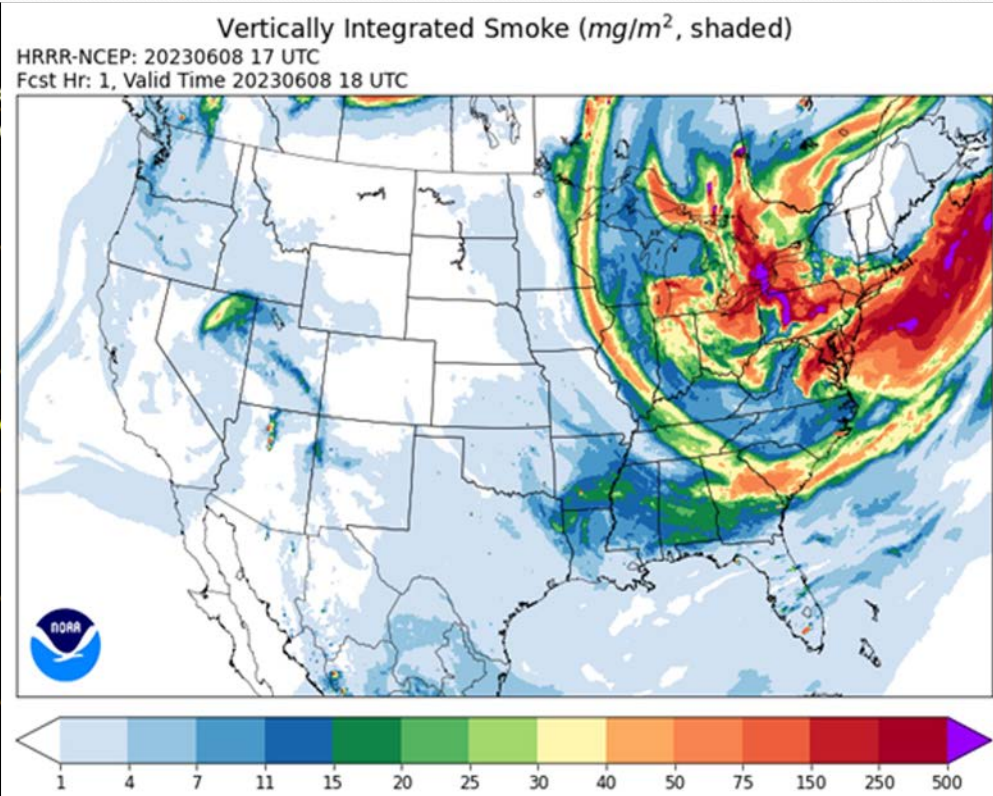 Vertically Integrated Smoke (mg/m², shaded)
HRRR-NCEP: 20230608 17 UTC
Fcst Hr: 1, Valid Time 20230608 18 UTC
NOAA
1 4 7 11 15 20 25 30 40 50 75 150 250 500